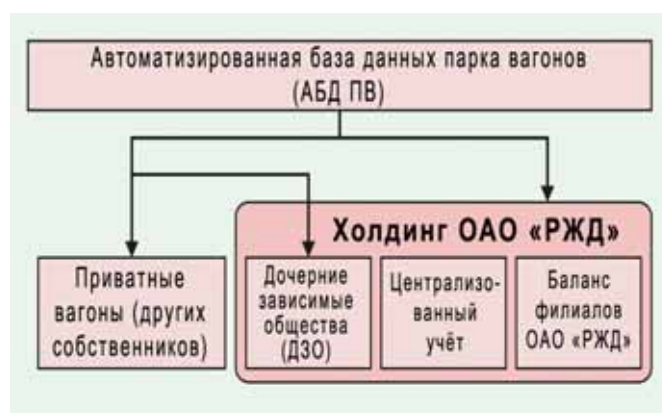 Автоматизированная база данных парка вагонов
(АБД ПВ)
Холдинг ОАО «РЖД»
Приватные
вагоны (других
собственников)
Дочерние
зависимые
общества
(ДЗО)
Централизо-
ванный
учёт
Баланс
филиалов
ОАО «РЖД»